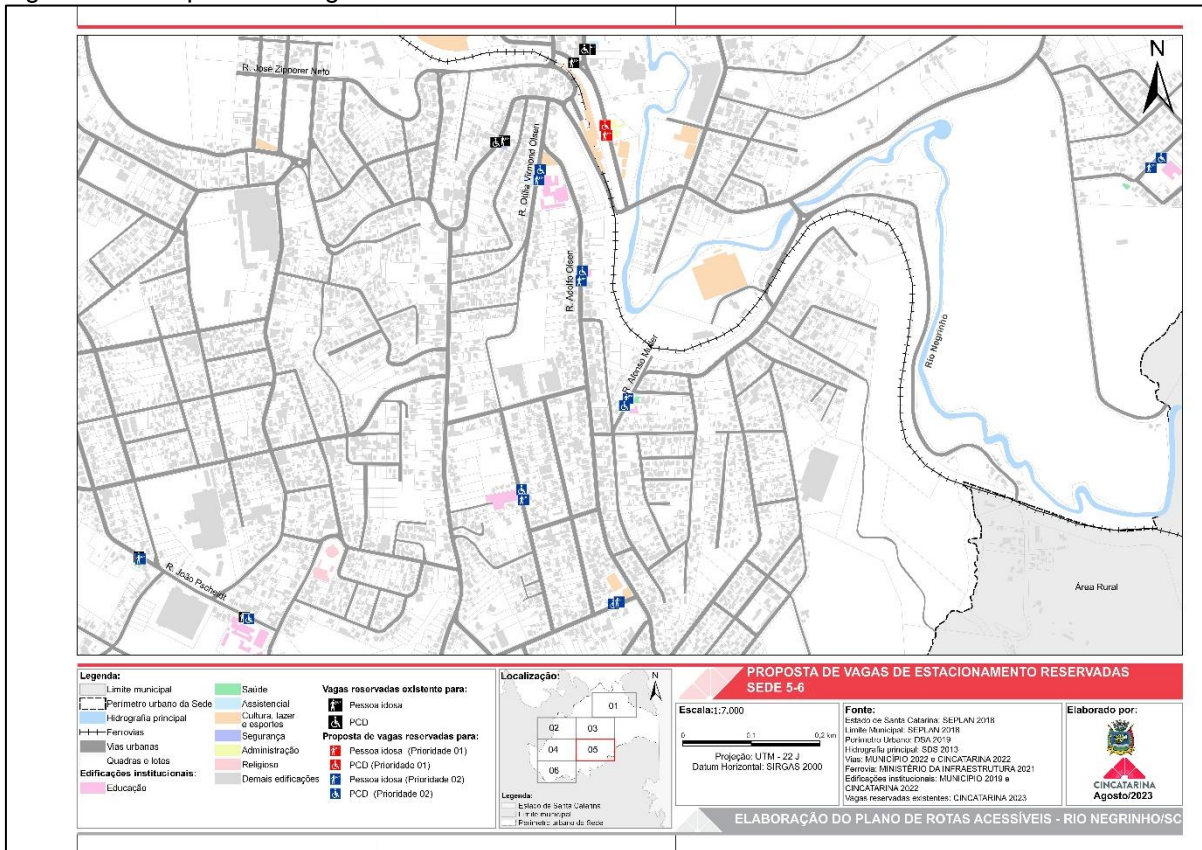 N
R. José Zipporer Neto
R. Otília Virmond Olsen
R. Adolfo Olsen
R. Afonso Muller
Rio Negrinho
R. João Pscheidt
Área Rural
Legenda:
Limite municipal
Perímetro urbano da Sede
Hidrografia principal
Ferrovias
Vias urbanas
Quadras e lotes
Edificações institucionais:
Educação
Saúde
Assistencial
Cultura, lazer
e esportes
Segurança
Administração
Religioso
Demais edificações
Vagas reservadas existente para:
Pessoa idosa
PCD
Proposta de vagas reservadas para:
Pessoa idosa (Prioridade 01)
PCD (Prioridade 01)
Pessoa idosa (Prioridade 02)
PCD (Prioridade 02)
Localização:
N
01
02
03
04
05
06
Legenda:
Estado de Santa Catarina
Limite municipal
Perímetro urbano da Sede
PROPOSTA DE VAGAS DE ESTACIONAMENTO RESERVADAS
SEDE 5-6
Escala:1:7.000
0 0,1 0,2 km
Projeção: UTM - 22 J
Datum Horizontal: SIRGAS 2000
Fonte:
Estado de Santa Catarina: SEPLAN 2018
Limite Municipal: SEPLAN 2018
Perímetro Urbano: DSA 2019
Hidrografia principal: SDS 2013
Vias: MUNICÍPIO 2022 e CINCATARINA 2022
Ferrovia: MINISTÉRIO DA INFRAESTRUTURA 2021
Edificações institucionais: MUNICÍPIO 2019 e
CINCATARINA 2022
Vagas reservadas existentes: CINCATARINA 2023
Elaborado por:
CINCATARINA
Agosto/2023
ELABORAÇÃO DO PLANO DE ROTAS ACESSÍVEIS - RIO NEGRINHO/SC